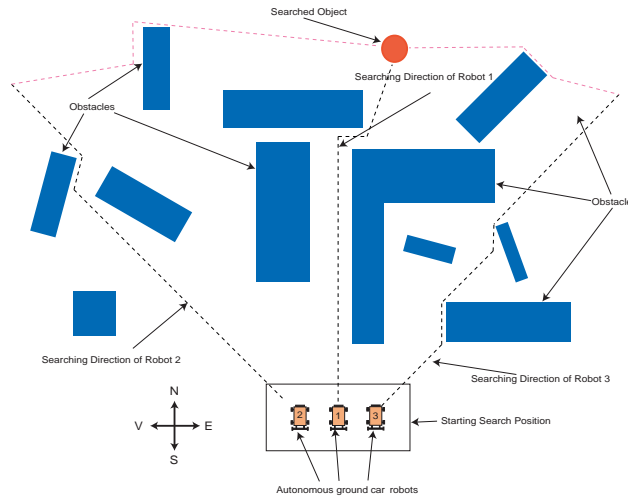 Searched Object
Searching Direction of Robot 1
Obstacles
Obstacle
Searching Direction of Robot 2
Searching Direction of Robot 3
N
V E
S
2 1 3
Starting Search Position
Autonomous ground car robots